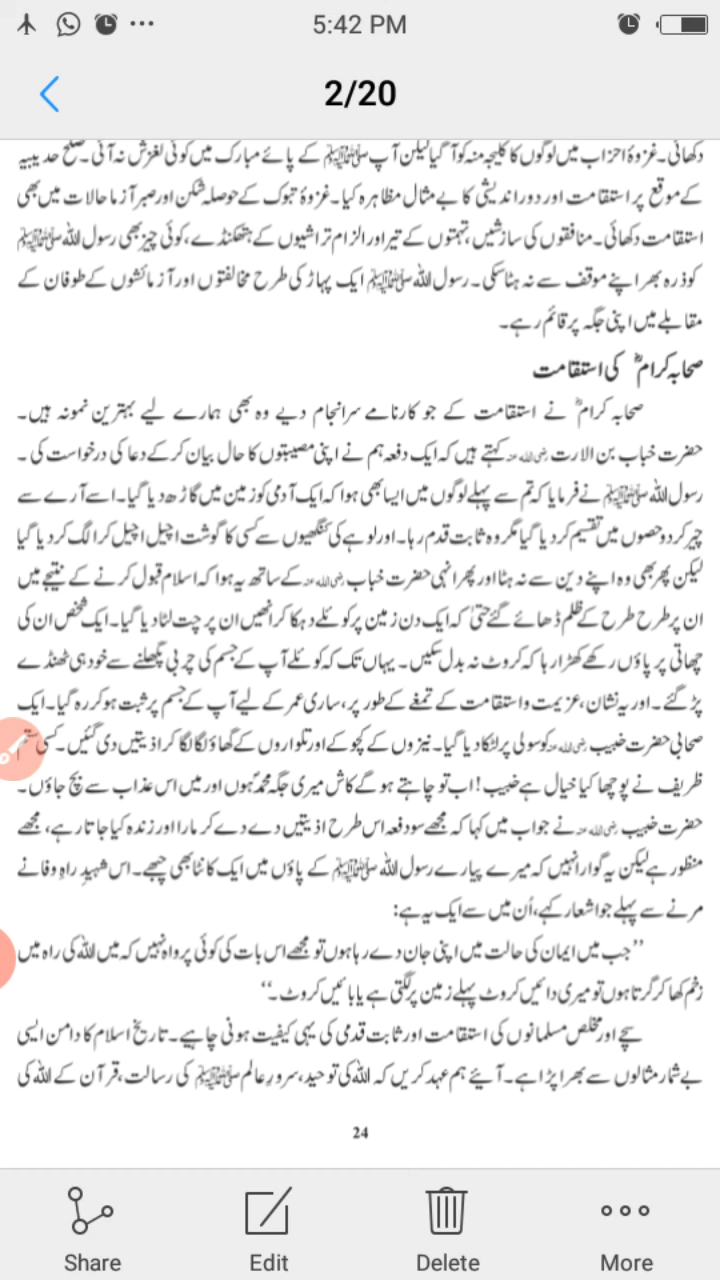 5:42 PM
2/20
دکھائی۔ غزوۂ احزاب میں لوگوں کا کلیجہ منہ کو آ گیا لیکن آپ ﷺ کے پائے مبارک میں کوئی لغزش نہ آئی۔ صلح حدیبیہ
کے موقع پر استقامت اور دور اندیشی کا بے مثال مظاہرہ کیا۔ غزوۂ تبوک کے حوصلہ شکن اور صبر آزما حالات میں بھی
استقامت دکھائی۔ منافقوں کی سازشیں، تہمتوں کے تیر اور الزام تراشیوں کے ہتھکنڈے، کوئی چیز بھی رسول اللہ ﷺ
کو ذرہ بھر اپنے موقف سے نہ ہٹا سکی۔ رسول اللہ ﷺ ایک پہاڑ کی طرح مخالفتوں اور آزمائشوں کے طوفان کے
مقابلے میں اپنی جگہ پر قائم رہے۔
صحابہ کرامؓ کی استقامت
صحابہ کرامؓ نے استقامت کے جو کارنامے سرانجام دیے وہ بھی ہمارے لیے بہترین نمونہ ہیں۔
حضرت خباب بن الارت رضی اللہ عنہ کہتے ہیں کہ ایک دفعہ ہم نے اپنی مصیبتوں کا حال بیان کر کے دعا کی درخواست کی۔
رسول اللہ ﷺ نے فرمایا کہ تم سے پہلے لوگوں میں ایسا بھی ہوا کہ ایک آدمی کو زمین میں گاڑھ دیا گیا۔ اسے آرے سے
چیر کر دو حصوں میں تقسیم کر دیا گیا مگر وہ ثابت قدم رہا۔ اور لوہے کی کنگھیوں سے کسی کا گوشت اچیل اچیل کر الگ کر دیا گیا
لیکن پھر بھی وہ اپنے دین سے نہ ہٹا اور پھر انہی حضرت خباب رضی اللہ عنہ کے ساتھ یہ ہوا کہ اسلام قبول کرنے کے نتیجے میں
ان پر طرح طرح کے ظلم ڈھائے گئے حتیٰ کہ ایک دن زمین پر کوئلے دہکا کر انھیں ان پر چت لٹا دیا گیا۔ ایک شخص ان کی
چھاتی پر پاؤں رکھے کھڑا رہا کہ کروٹ نہ بدل سکیں۔ یہاں تک کہ کوئلے آپ کے جسم کی چربی پگھلنے سے خود ہی ٹھنڈے
پڑ گئے۔ اور یہ نشان، عزیمت و استقامت کے تمغے کے طور پر، ساری عمر کے لیے آپ کے جسم پر ثبت ہو کر رہ گیا۔ ایک
صحابی حضرت خبیب رضی اللہ عنہ کو سولی پر لٹکا دیا گیا۔ نیزوں کے کچوکے اور تلواروں کے گھاؤ لگا لگا کر اذیتیں دی گئیں۔ کسی ستم
ظریف نے پوچھا کیا خیال ہے خبیب! اب تو چاہتے ہو گے کاش میری جگہ محمدؐ ہوں اور میں اس عذاب سے بچ جاؤں۔
حضرت خبیب رضی اللہ عنہ نے جواب میں کہا کہ مجھے سو دفعہ اس طرح اذیتیں دے دے کر مارا اور زندہ کیا جاتا رہے، مجھے
منظور ہے لیکن یہ گوارا نہیں کہ میرے پیارے رسول اللہ ﷺ کے پاؤں میں ایک کانٹا بھی چبھے۔ اس شہیدِ راہِ وفا نے
مرنے سے پہلے جو اشعار کہے، اُن میں سے ایک یہ ہے:
’’جب میں ایمان کی حالت میں اپنی جان دے رہا ہوں تو مجھے اس بات کی کوئی پرواہ نہیں کہ میں اللہ کی راہ میں
زخم کھا کر گرتا ہوں تو میری دائیں کروٹ پہلے زمین پر لگتی ہے یا بائیں کروٹ۔‘‘
سچے اور مخلص مسلمانوں کی استقامت اور ثابت قدمی کی یہی کیفیت ہونی چاہیے۔ تاریخ اسلام کا دامن ایسی
بے شمار مثالوں سے بھرا پڑا ہے۔ آیئے ہم عہد کریں کہ اللہ کی توحید، سرورِ عالم ﷺ کی رسالت، قرآن کے اللہ کی
24
Share
Edit
Delete
More